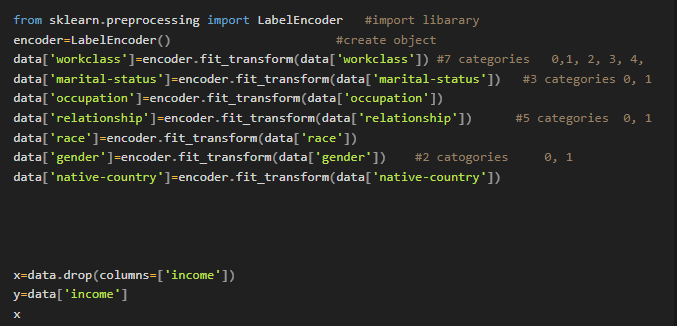 from sklearn.preprocessing import LabelEncoder   #import libarary
encoder=LabelEncoder()                       #create object
data['workclass']=encoder.fit_transform(data['workclass']) #7 categories   0,1, 2, 3, 4,
data['marital-status']=encoder.fit_transform(data['marital-status'])   #3 categories 0, 1
data['occupation']=encoder.fit_transform(data['occupation'])
data['relationship']=encoder.fit_transform(data['relationship'])      #5 categories  0, 1
data['race']=encoder.fit_transform(data['race'])
data['gender']=encoder.fit_transform(data['gender'])    #2 catogories     0, 1
data['native-country']=encoder.fit_transform(data['native-country'])
x=data.drop(columns=['income'])
y=data['income']
x